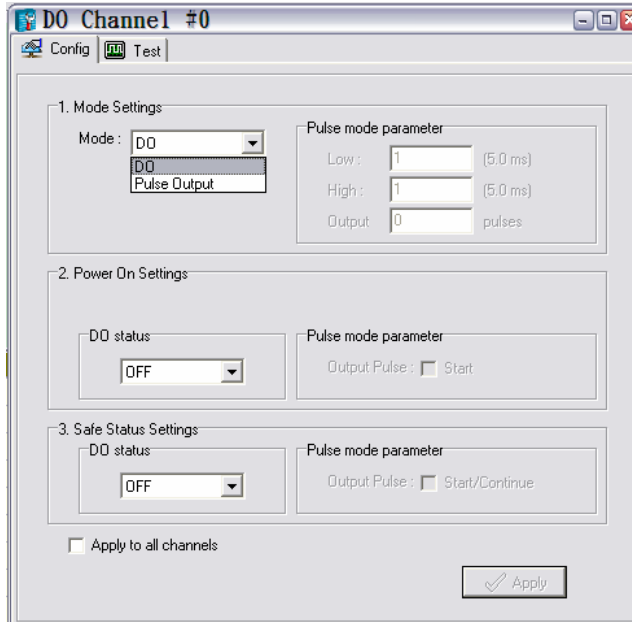 DO Channel #0
Config Test
1. Mode Settings
Mode : DO
DO
Pulse Output
Pulse mode parameter
Low : 1 (5.0 ms)
High : 1 (5.0 ms)
Output 0 pulses
2. Power On Settings
DO status
OFF
Pulse mode parameter
Output Pulse : Start
3. Safe Status Settings
DO status
OFF
Pulse mode parameter
Output Pulse : Start/Continue
Apply to all channels
Apply